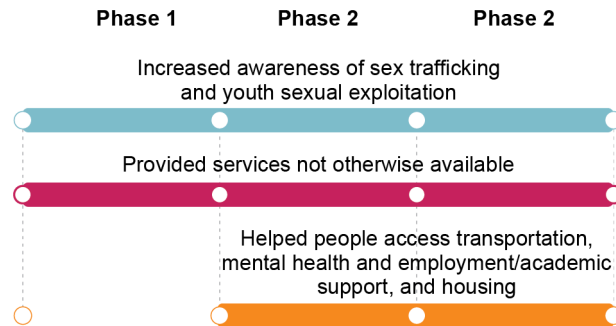 Phase 1 Phase 2 Phase 2
Increased awareness of sex trafficking
and youth sexual exploitation
Provided services not otherwise available
Helped people access transportation,
mental health and employment/academic
support, and housing